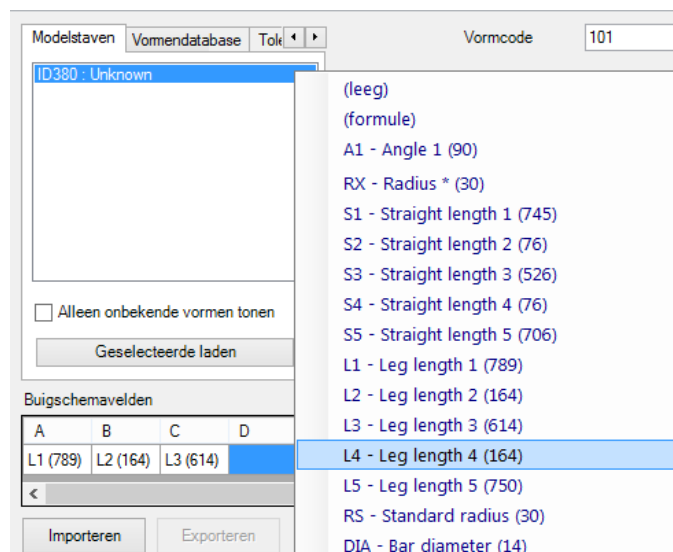 Modelstaven Vormendatabase Tole Vormcode 101
ID380 : Unknown
(leeg)
(formule)
A1 - Angle 1 (90)
RX - Radius * (30)
S1 - Straight length 1 (745)
S2 - Straight length 2 (76)
S3 - Straight length 3 (526)
S4 - Straight length 4 (76)
S5 - Straight length 5 (706)
L1 - Leg length 1 (789)
L2 - Leg length 2 (164)
L3 - Leg length 3 (614)
L4 - Leg length 4 (164)
L5 - Leg length 5 (750)
RS - Standard radius (30)
DIA - Bar diameter (14)
Alleen onbekende vormen tonen
Geselecteerde laden
Buigschemavelden
A B C D
L1 (789) L2 (164) L3 (614)
Importeren Exporteren